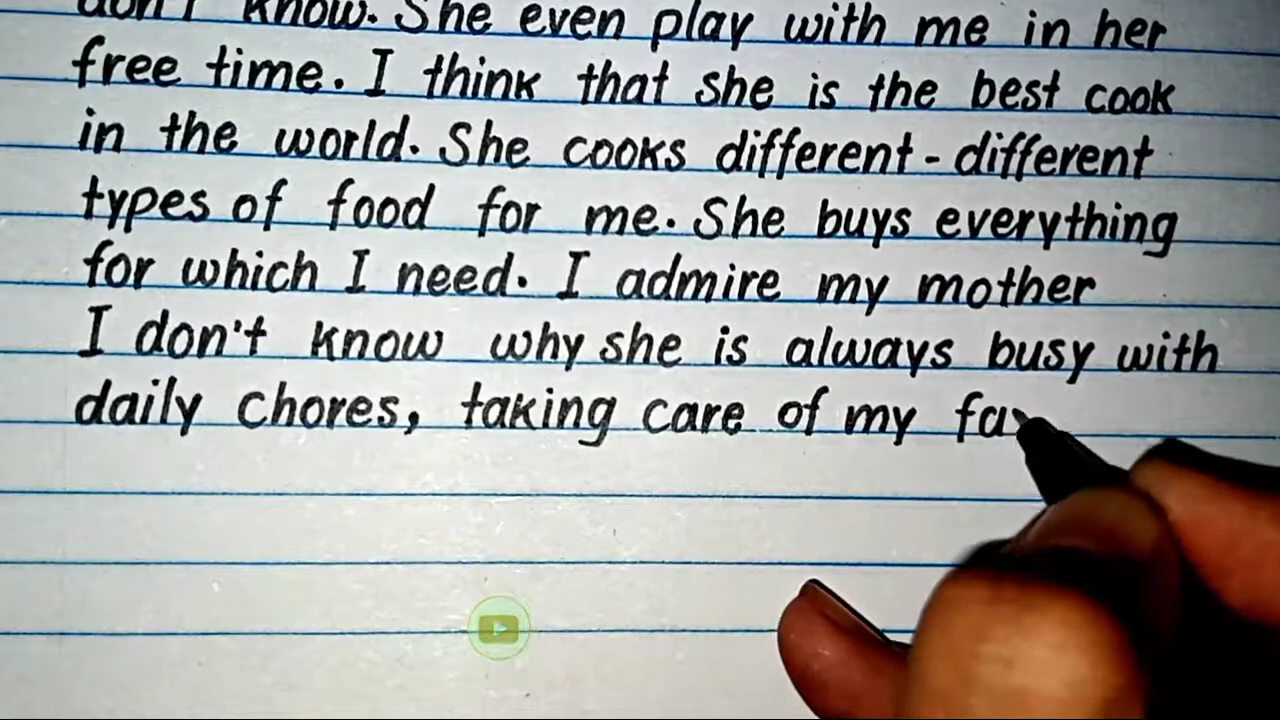 don't know. She even play with me in her
free time. I think that she is the best cook
in the world. She cooks different - different
types of food for me. She buys everything
for which I need. I admire my mother
I don't know why she is always busy with
daily chores, taking care of my